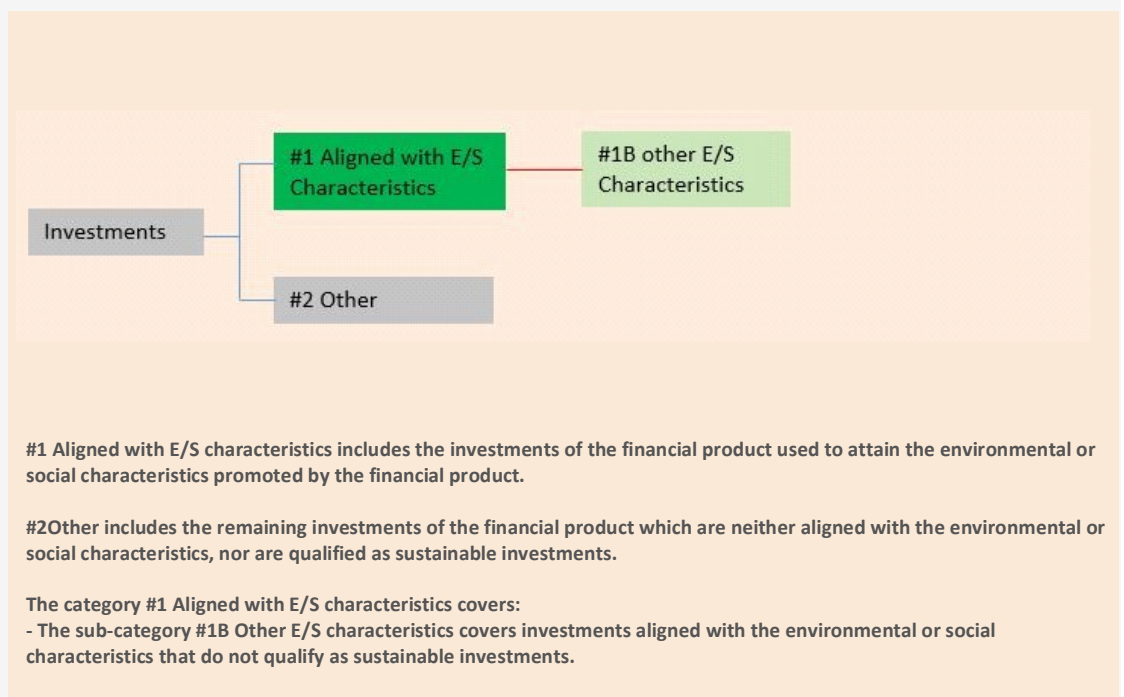 #1 Aligned with E/S
Characteristics
#1B other E/S
Characteristics
Investments
#2 Other
#1 Aligned with E/S characteristics includes the investments of the financial product used to attain the environmental or
social characteristics promoted by the financial product.
#2Other includes the remaining investments of the financial product which are neither aligned with the environmental or
social characteristics, nor are qualified as sustainable investments.
The category #1 Aligned with E/S characteristics covers:
- The sub-category #1B Other E/S characteristics covers investments aligned with the environmental or social
characteristics that do not qualify as sustainable investments.